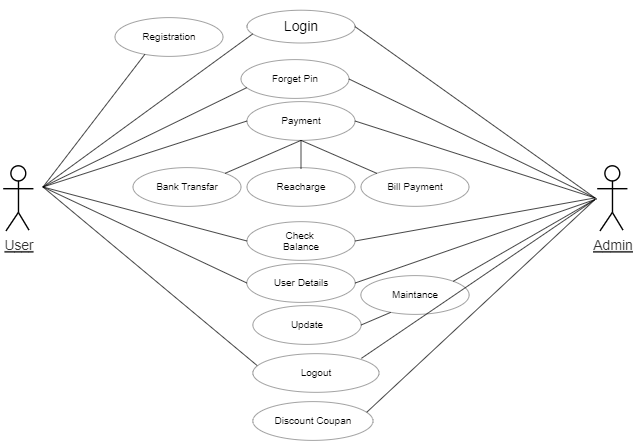 Login
Registration
Forget Pin
Payment
Bank Transfar
Reacharge
Bill Payment
User
Admin
Check
Balance
User Details
Maintance
Update
Logout
Discount Coupan